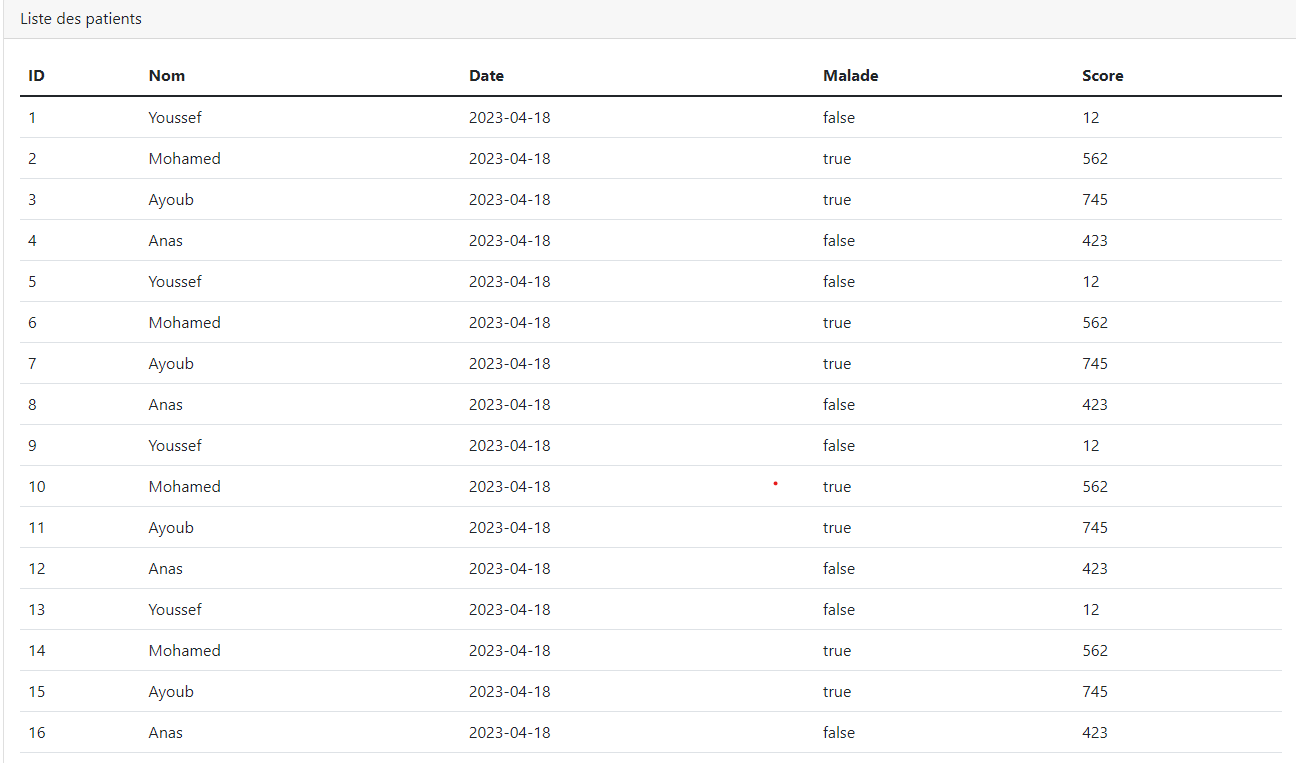 Liste des patients
ID Nom Date Malade Score
1 Youssef 2023-04-18 false 12
2 Mohamed 2023-04-18 true 562
3 Ayoub 2023-04-18 true 745
4 Anas 2023-04-18 false 423
5 Youssef 2023-04-18 false 12
6 Mohamed 2023-04-18 true 562
7 Ayoub 2023-04-18 true 745
8 Anas 2023-04-18 false 423
9 Youssef 2023-04-18 false 12
10 Mohamed 2023-04-18 true 562
11 Ayoub 2023-04-18 true 745
12 Anas 2023-04-18 false 423
13 Youssef 2023-04-18 false 12
14 Mohamed 2023-04-18 true 562
15 Ayoub 2023-04-18 true 745
16 Anas 2023-04-18 false 423